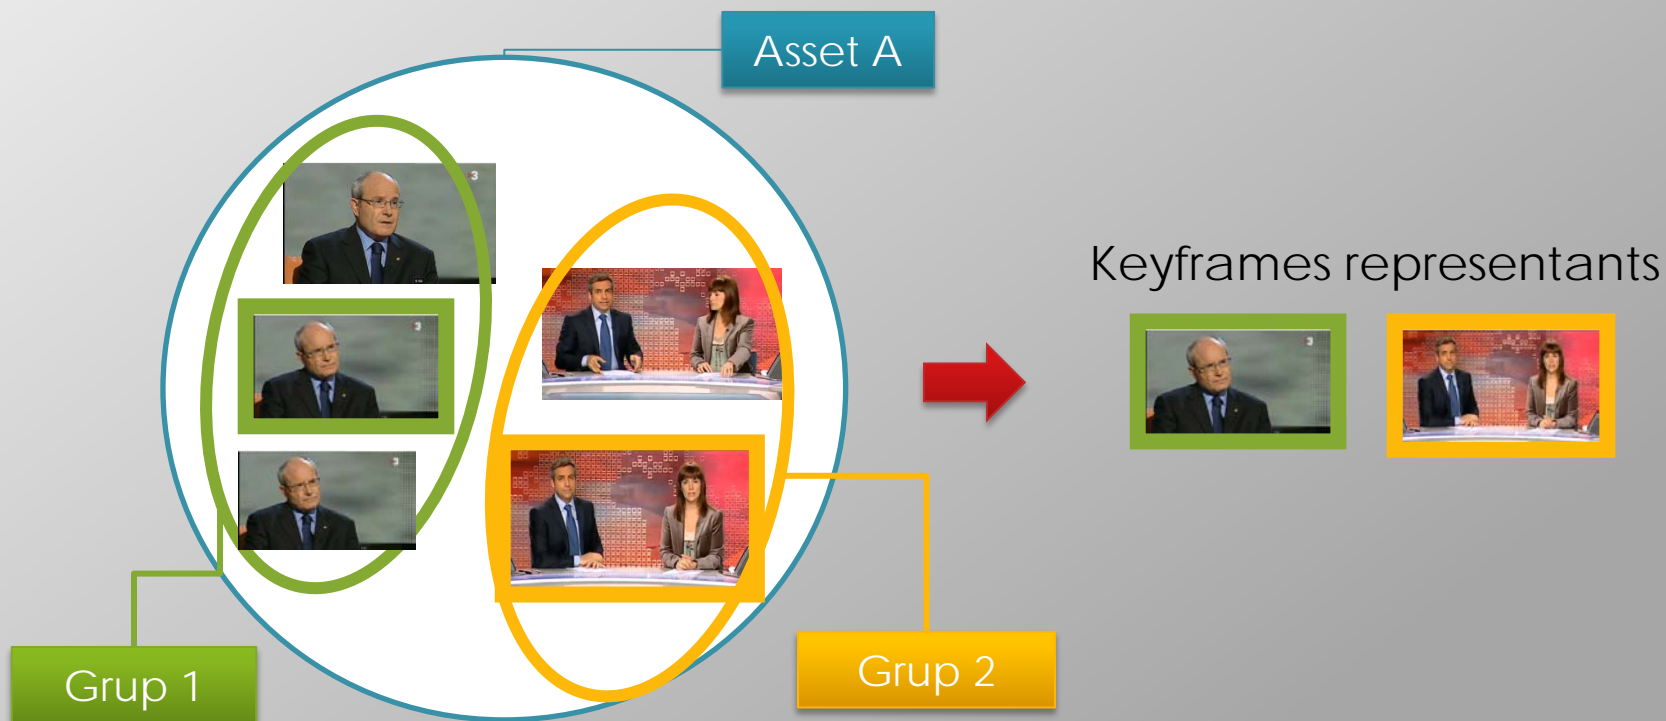 Asset A
Keyframes representants
Grup 1
Grup 2